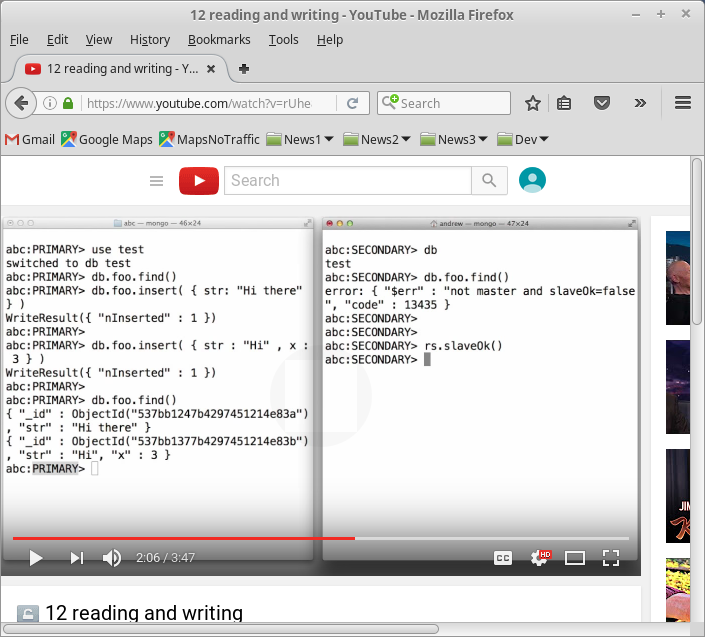 12 reading and writing - YouTube - Mozilla Firefox
File Edit View History Bookmarks Tools Help
12 reading and writing - Y...
https://www.youtube.com/watch?v=rUhe
Search
Gmail Google Maps MapsNoTraffic News1 News2 News3 Dev
Search
abc — mongo — 46×24
abc:PRIMARY> use test
switched to db test
abc:PRIMARY> db.foo.find()
abc:PRIMARY> db.foo.insert( { str: "Hi there"
} )
WriteResult({ "nInserted" : 1 })
abc:PRIMARY>
abc:PRIMARY> db.foo.insert( { str : "Hi" , x :
3 } )
WriteResult({ "nInserted" : 1 })
abc:PRIMARY>
abc:PRIMARY> db.foo.find()
{ "_id" : ObjectId("537bb1247b4297451214e83a")
, "str" : "Hi there" }
{ "_id" : ObjectId("537bb1377b4297451214e83b")
, "str" : "Hi", "x" : 3 }
abc:PRIMARY>
andrew — mongo — 47×24
abc:SECONDARY> db
test
abc:SECONDARY> db.foo.find()
error: { "$err" : "not master and slaveOk=false
", "code" : 13435 }
abc:SECONDARY>
abc:SECONDARY>
abc:SECONDARY> rs.slaveOk()
abc:SECONDARY>
2:06 / 3:47
CC
HD
JIM
12 reading and writing